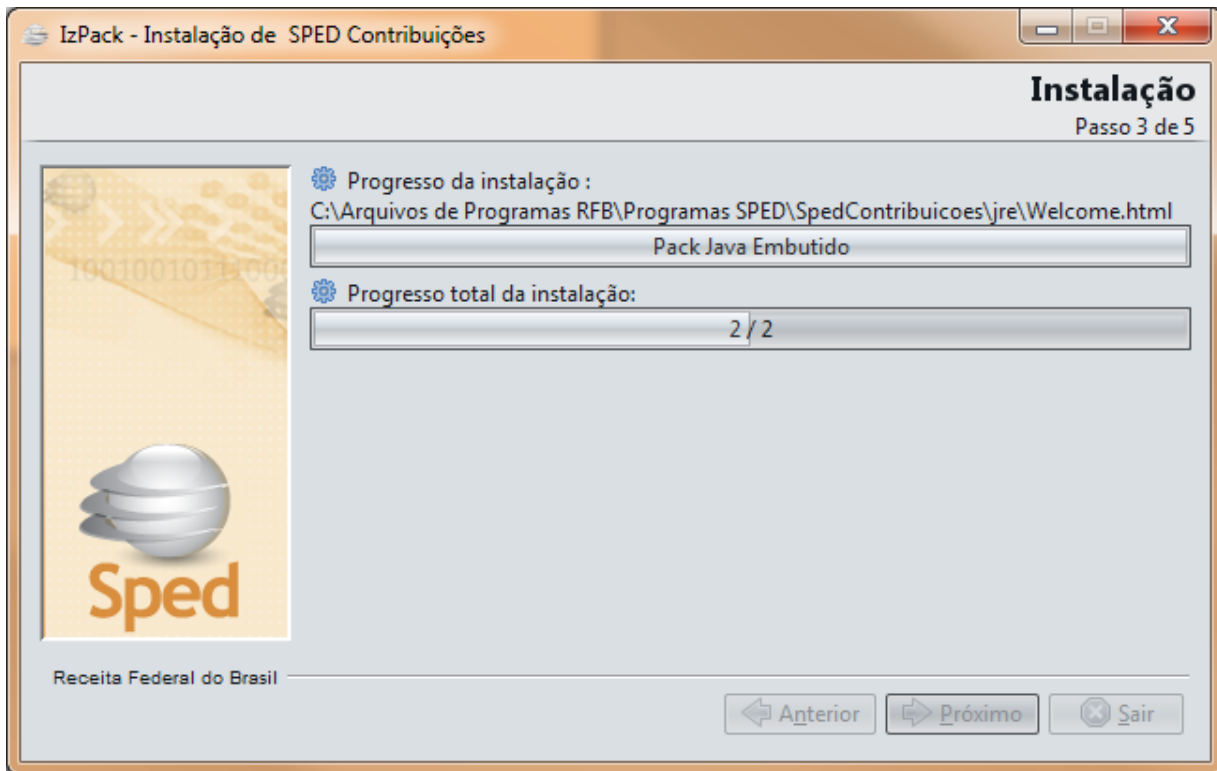 IzPack - Instalação de  SPED Contribuições
Instalação
Passo 3 de 5
Progresso da instalação :
C:\Arquivos de Programas RFB\Programas SPED\SpedContribuicoes\jre\Welcome.html
Pack Java Embutido
Progresso total da instalação:
2 / 2
1001001011100
Sped
Receita Federal do Brasil
Anterior
Próximo
Sair